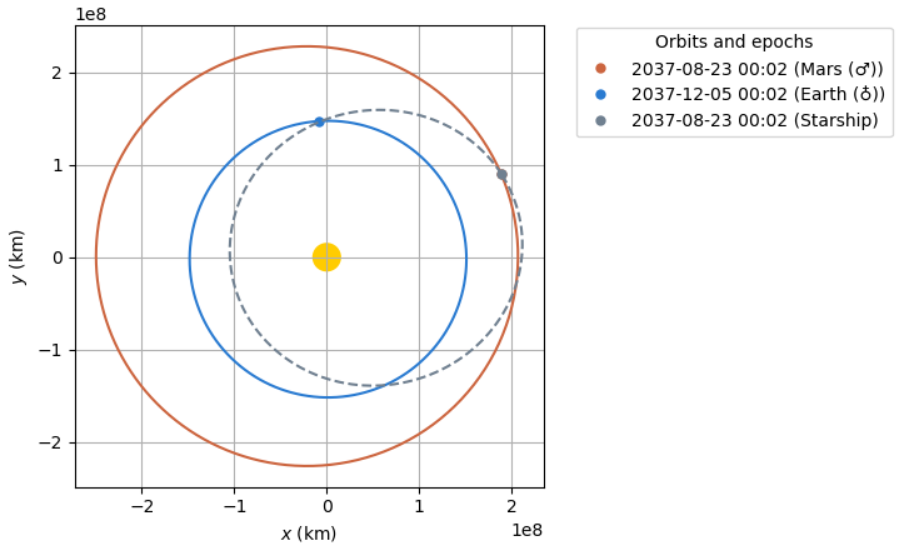 1e8
2
1
0
−1
−2
y (km)
−2
−1
0
1
2
x (km)
1e8
Orbits and epochs
2037-08-23 00:02 (Mars (♂))
2037-12-05 00:02 (Earth (♁))
2037-08-23 00:02 (Starship)